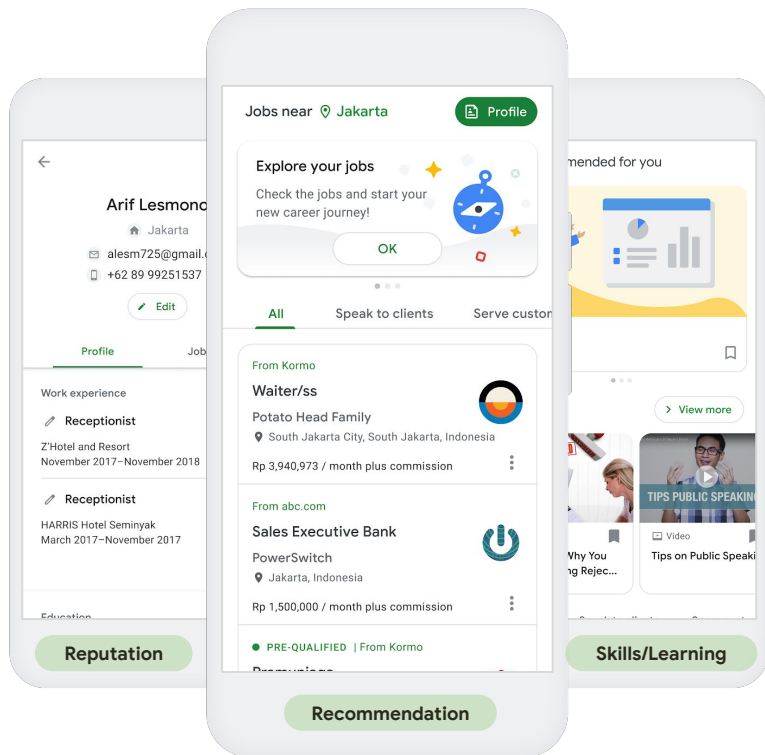 Arif Lesmono
Jakarta
alesm725@gmail.c
+62 89 99251537
Edit
Profile
Job
Work experience
Receptionist
Z'Hotel and Resort
November 2017–November 2018
Receptionist
HARRIS Hotel Seminyak
March 2017–November 2017
Education
Reputation
Jobs near Jakarta
Profile
Explore your jobs
Check the jobs and start your
new career journey!
OK
All
Speak to clients
Serve custom
From Kormo
Waiter/ss
Potato Head Family
South Jakarta City, South Jakarta, Indonesia
Rp 3,940,973 / month plus commission
From abc.com
Sales Executive Bank
PowerSwitch
Jakarta, Indonesia
Rp 1,500,000 / month plus commission
PRE-QUALIFIED | From Kormo
Recommendation
mended for you
View more
TIPS PUBLIC SPEAKIN
Video
Why You
ng Rejec...
Tips on Public Speaki
Skills/Learning